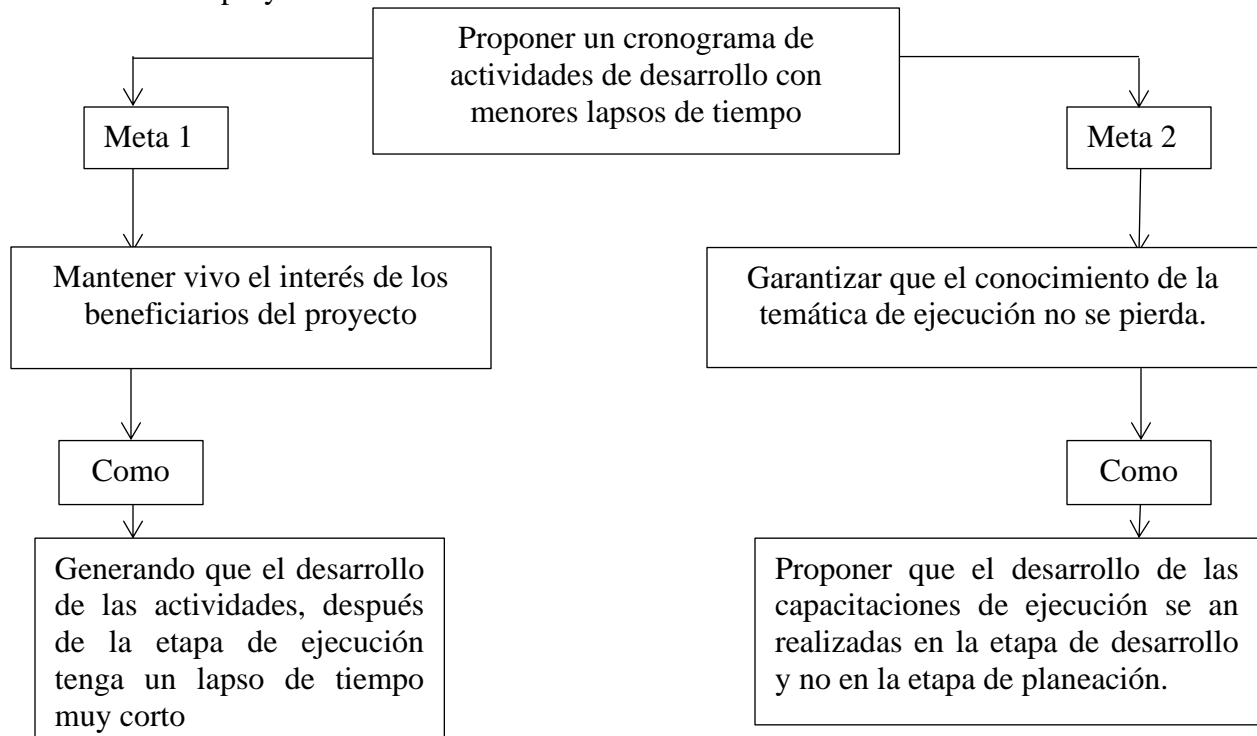 Proponer un cronograma de
actividades de desarrollo con
menores lapsos de tiempo
Meta 1
Meta 2
Mantener vivo el interés de los
beneficiarios del proyecto
Garantizar que el conocimiento de la
temática de ejecución no se pierda.
Como
Como
Generando que el desarrollo
de las actividades, después
de la etapa de ejecución
tenga un lapso de tiempo
muy corto
Proponer que el desarrollo de las
capacitaciones de ejecución se an
realizadas en la etapa de desarrollo
y no en la etapa de planeación.